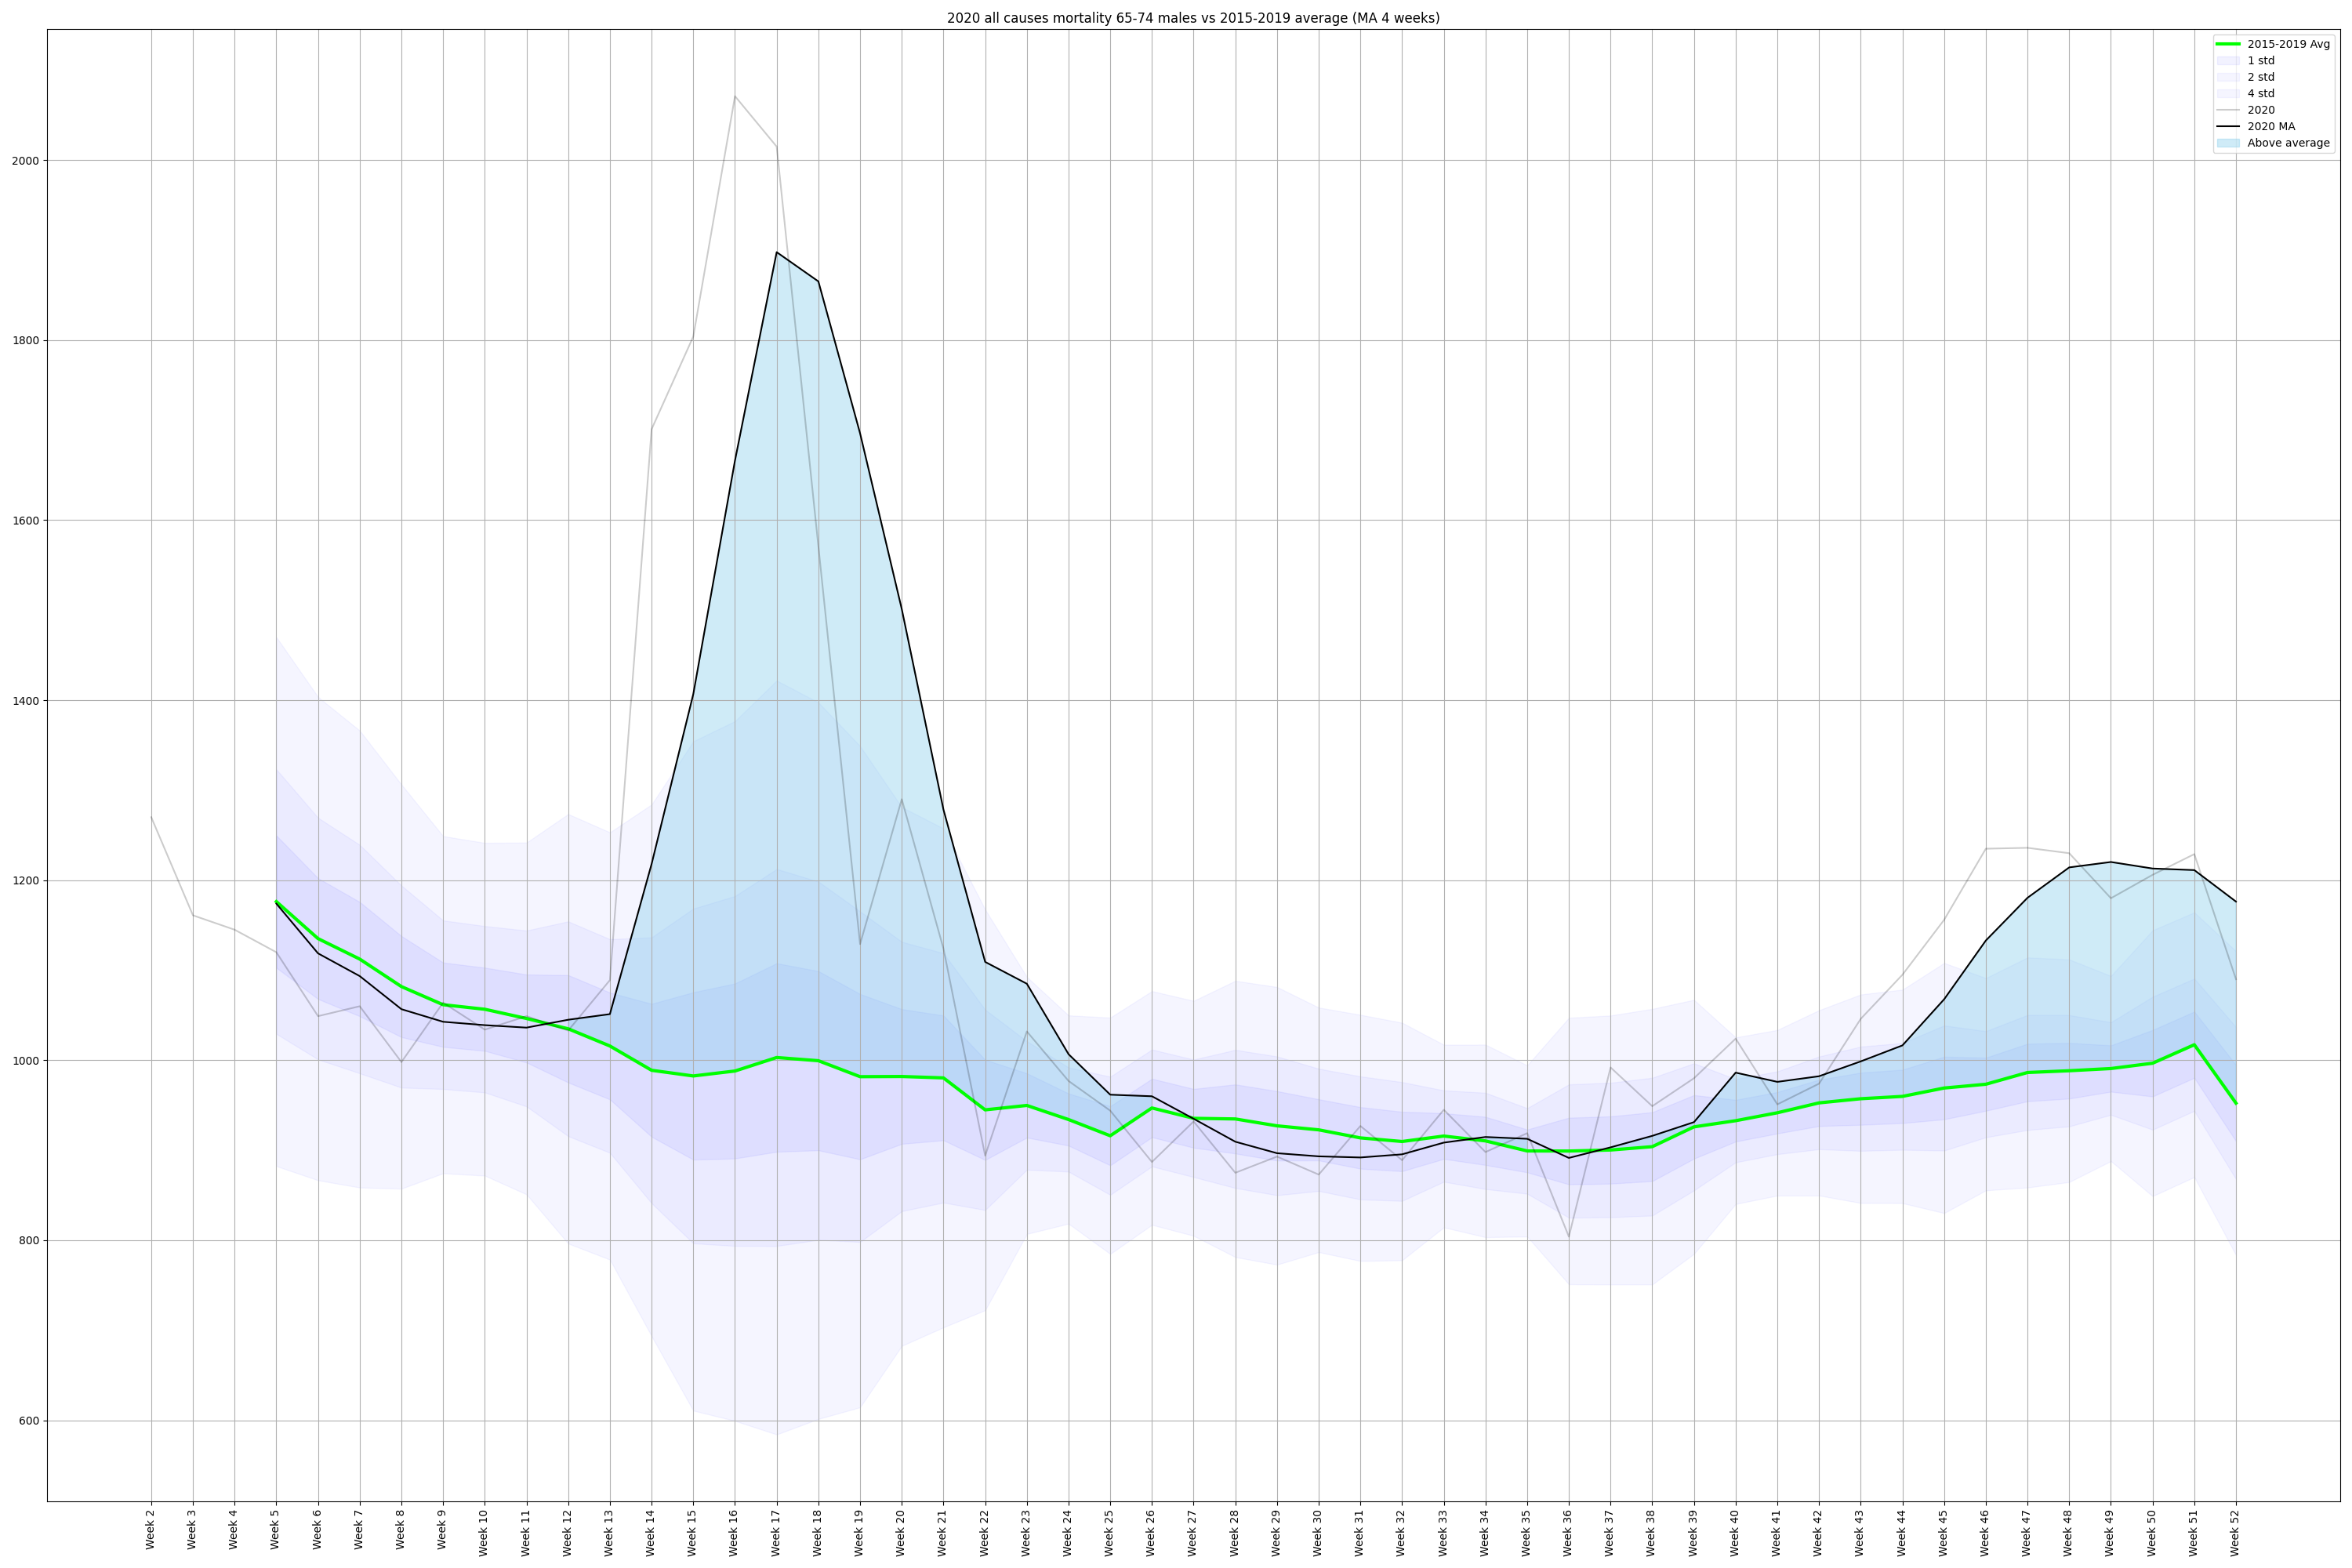 2020 all causes mortality 65-74 males vs 2015-2019 average (MA 4 weeks)
2015-2019 Avg
1 std
2 std
4 std
2020
2020 MA
Above average
2000
1800
1600
1400
1200
1000
800
600
Week 2
Week 3
Week 4
Week 5
Week 6
Week 7
Week 8
Week 9
Week 10
Week 11
Week 12
Week 13
Week 14
Week 15
Week 16
Week 17
Week 18
Week 19
Week 20
Week 21
Week 22
Week 23
Week 24
Week 25
Week 26
Week 27
Week 28
Week 29
Week 30
Week 31
Week 32
Week 33
Week 34
Week 35
Week 36
Week 37
Week 38
Week 39
Week 40
Week 41
Week 42
Week 43
Week 44
Week 45
Week 46
Week 47
Week 48
Week 49
Week 50
Week 51
Week 52